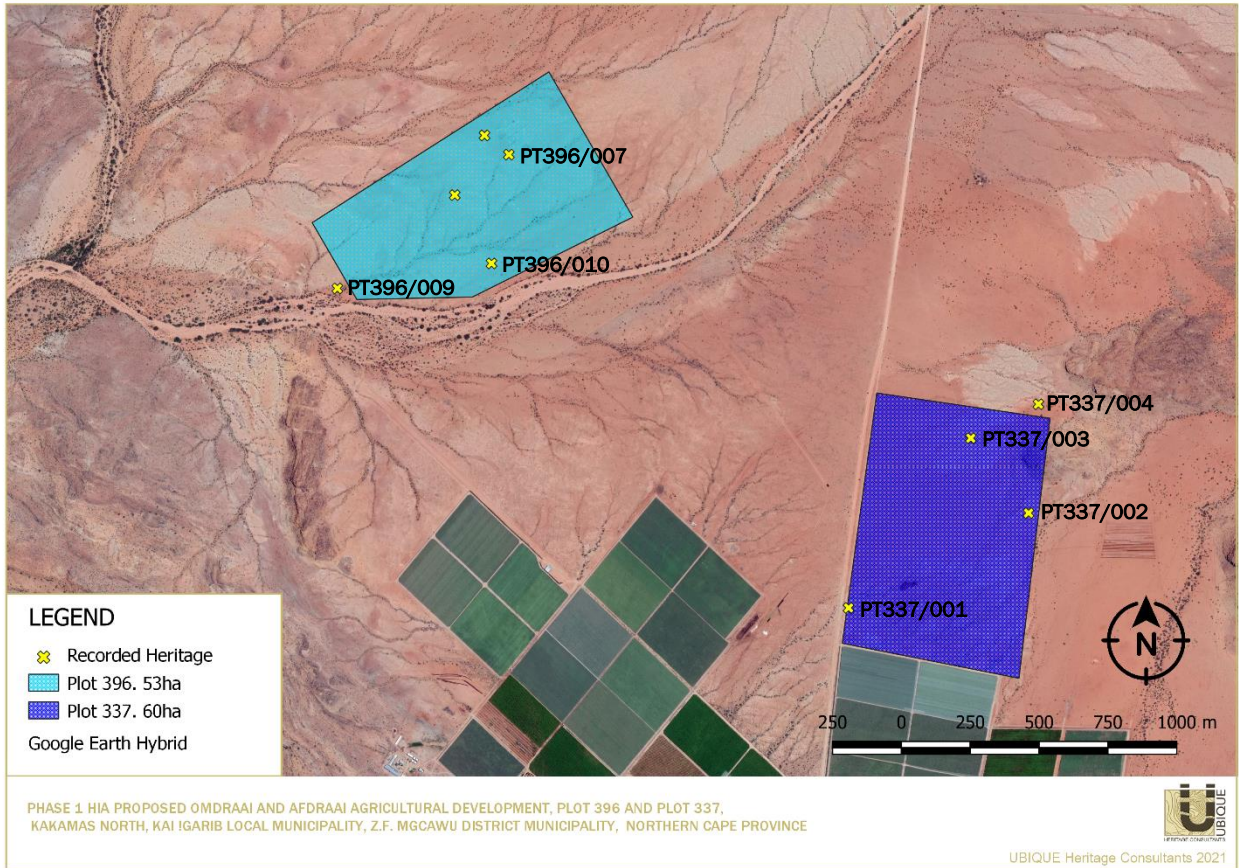 PT396/007
PT396/010
PT396/009
PT337/004
PT337/003
PT337/002
PT337/001
LEGEND
Recorded Heritage
Plot 396. 53ha
Plot 337. 60ha
Google Earth Hybrid
N
250 0 250 500 750 1000 m
PHASE 1 HIA PROPOSED OMDRAAI AND AFDRAAI AGRICULTURAL DEVELOPMENT, PLOT 396 AND PLOT 337,
KAKAMAS NORTH, KAI !GARIB LOCAL MUNICIPALITY, Z.F. MGCAWU DISTRICT MUNICIPALITY, NORTHERN CAPE PROVINCE
U
UBIQUE
HERITAGE CONSULTANTS
UBIQUE Heritage Consultants 2021